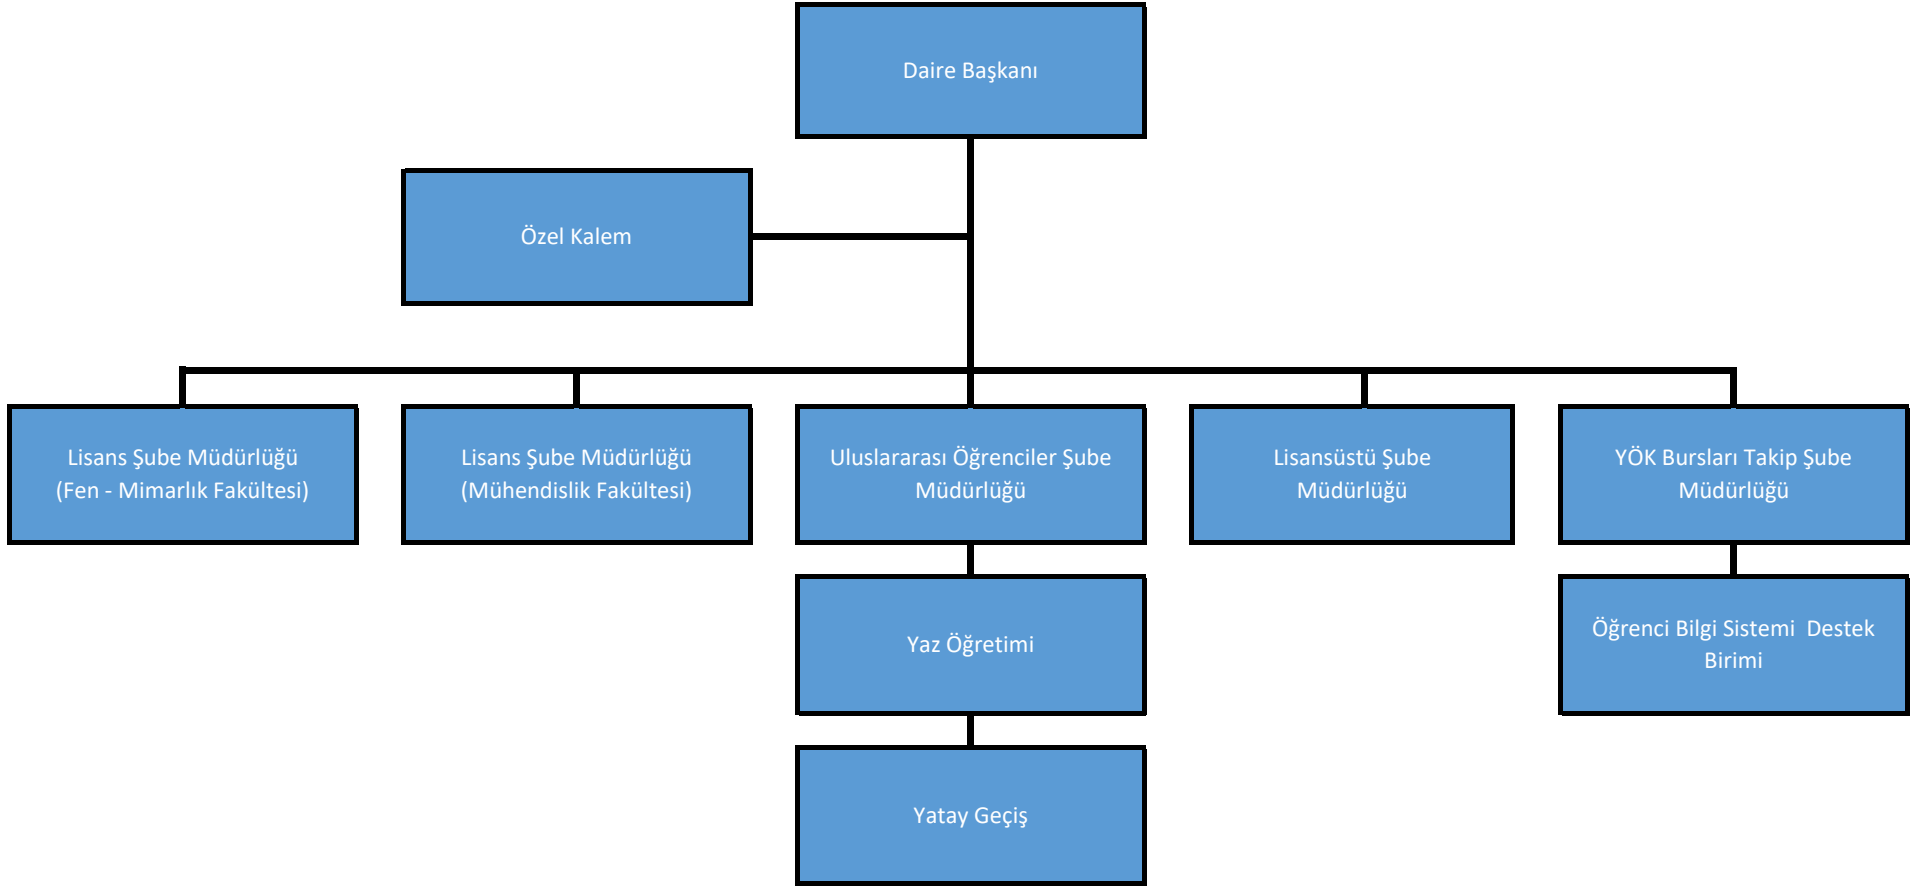 Daire Başkanı
Özel Kalem
Lisans Şube Müdürlüğü
(Fen - Mimarlık Fakültesi)
Lisans Şube Müdürlüğü
(Mühendislik Fakültesi)
Uluslararası Öğrenciler Şube
Müdürlüğü
Lisansüstü Şube
Müdürlüğü
YÖK Bursları Takip Şube
Müdürlüğü
Yaz Öğretimi
Öğrenci Bilgi Sistemi  Destek
Birimi
Yatay Geçiş